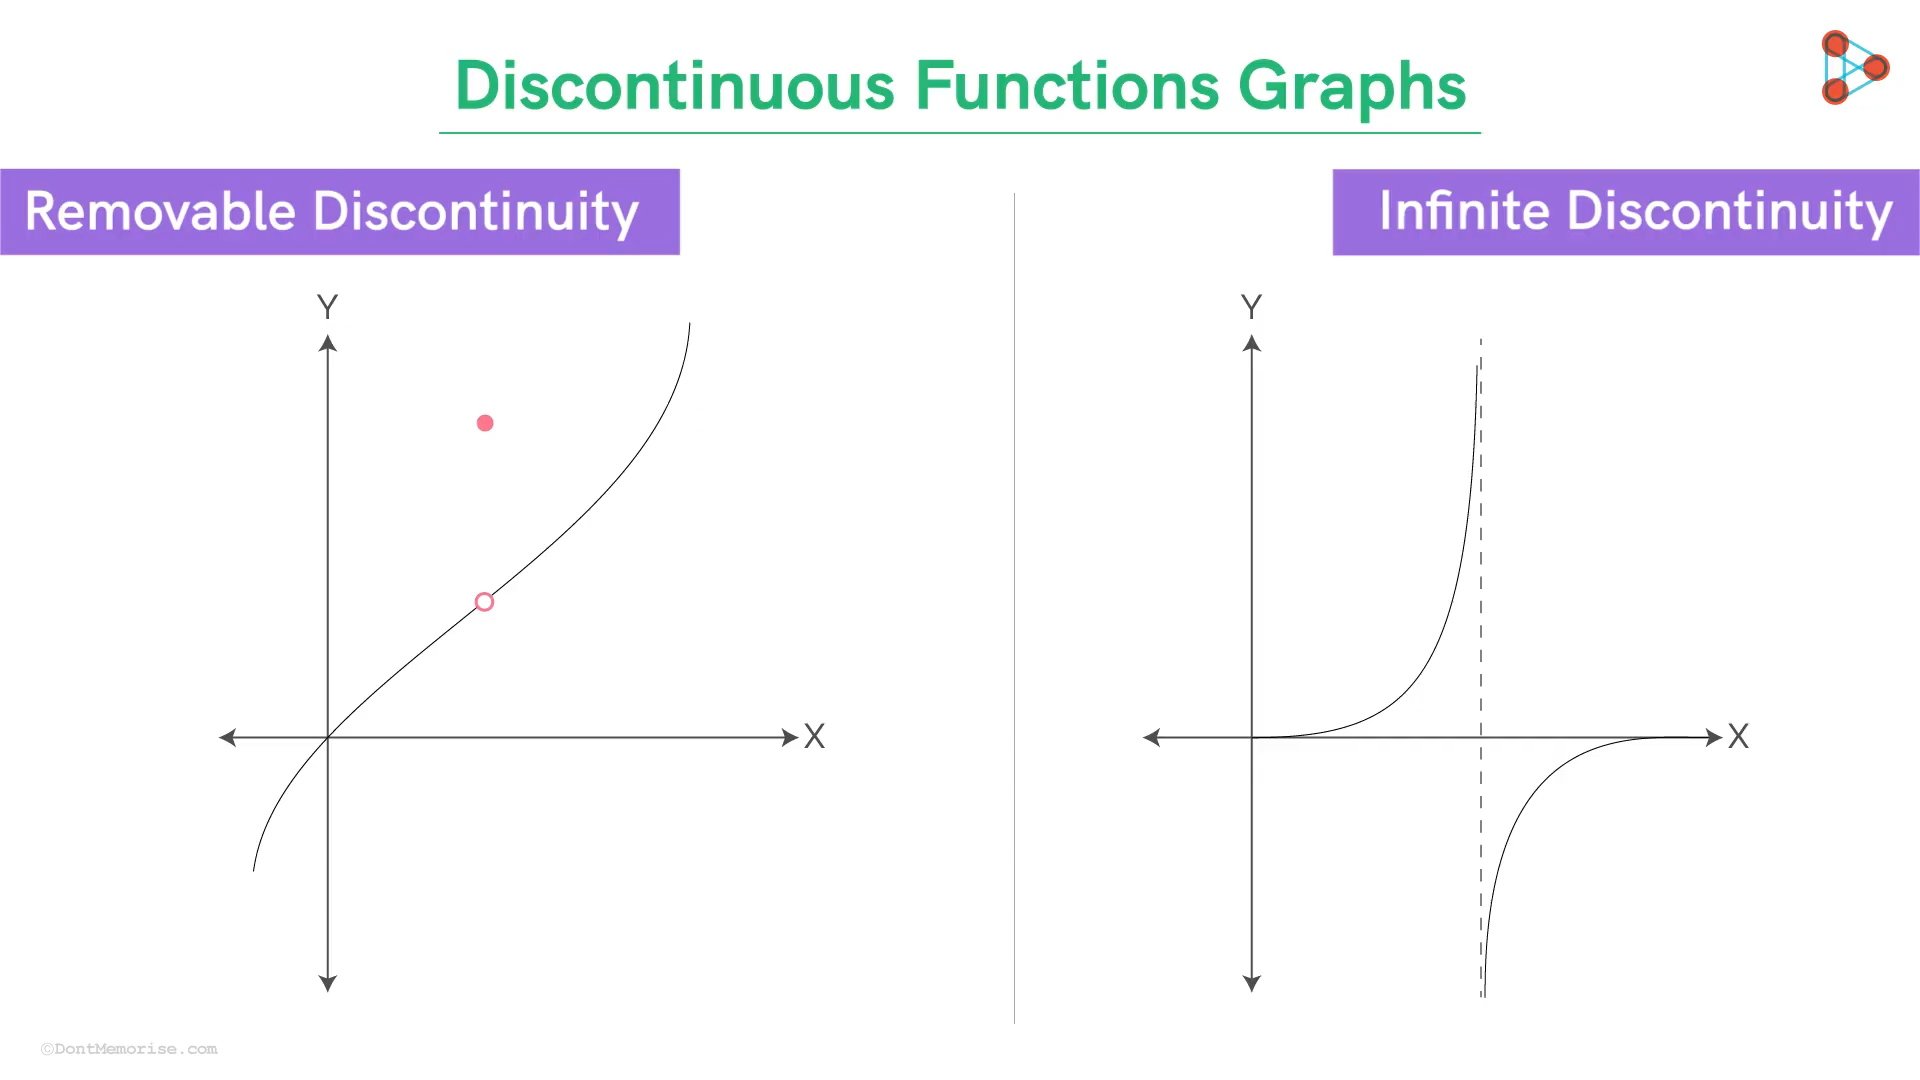 Discontinuous Functions Graphs
Removable Discontinuity
Infinite Discontinuity
Y
X
Y
X
©DontMemorise.com